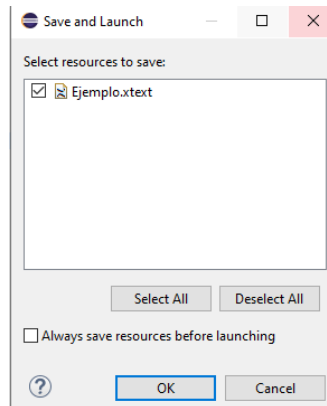 Save and Launch
Select resources to save:
Ejemplo.xtext
Select All Deselect All
Always save resources before launching
? OK Cancel